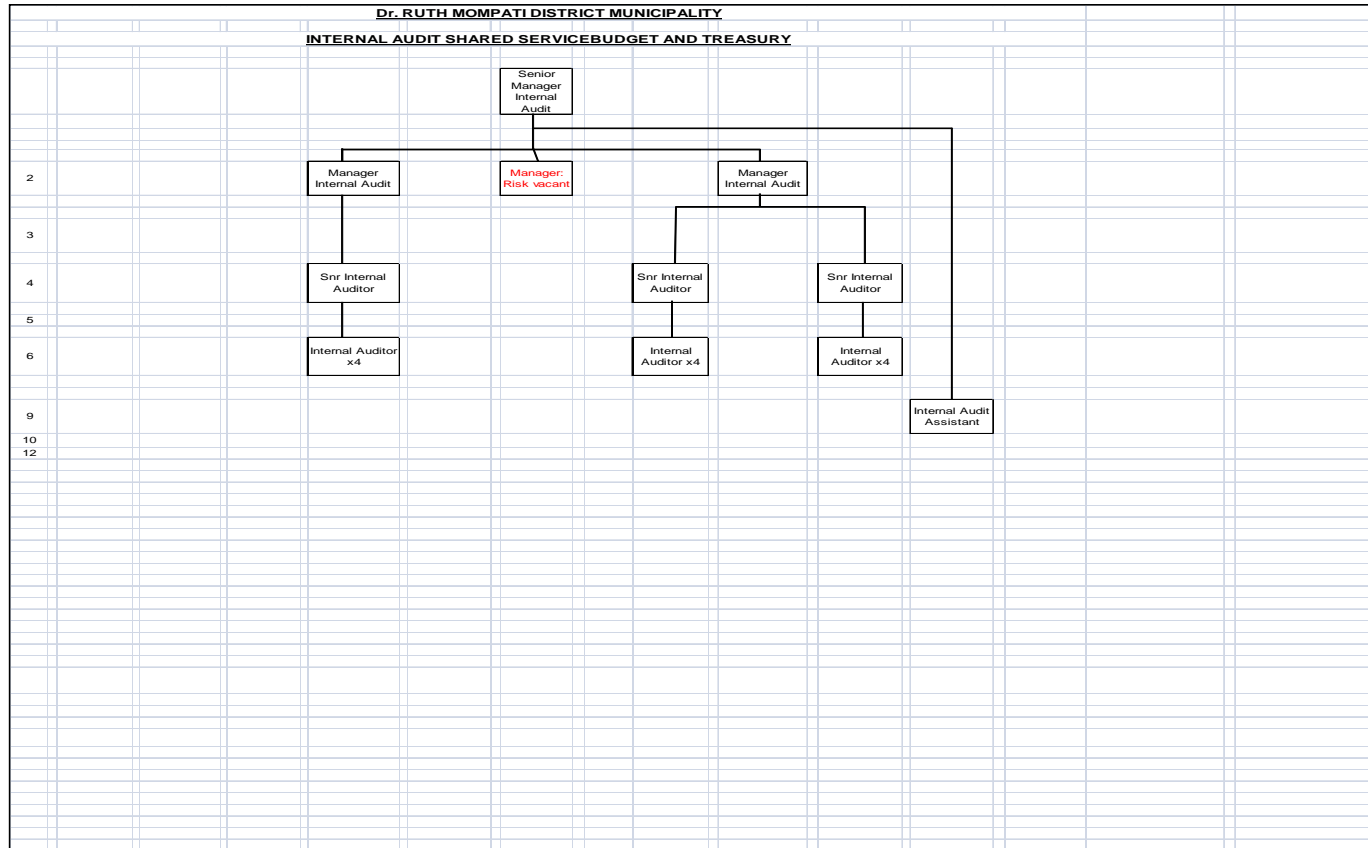 Dr. RUTH MOMPATI DISTRICT MUNICIPALITY
INTERNAL AUDIT SHARED SERVICEBUDGET AND TREASURY
Senior
Manager
Internal
Audit
2
Manager
Internal Audit
Manager:
Risk vacant
Manager
Internal Audit
3
4
Snr Internal
Auditor
Snr Internal
Auditor
Snr Internal
Auditor
5
6
Internal Auditor
x4
Internal
Auditor x4
Internal
Auditor x4
9
Internal Audit
Assistant
10
12